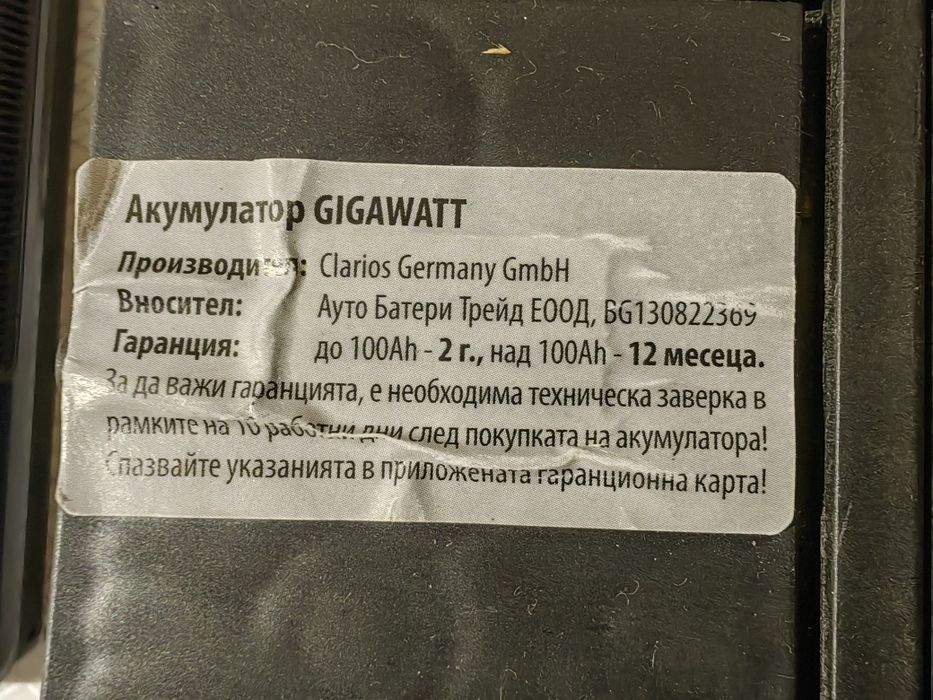 Акумулатор GIGAWATT
Производител: Clarios Germany GmbH
Вносител: Ауто Батери Трейд ЕООД, BG130822369
Гаранция: до 100Ah - 2 г., над 100Ah - 12 месеца.
За да важи гаранцията, е необходима техническа заверка в
рамките на 10 работни дни след покупката на акумулатора!
Спазвайте указанията в приложената гаранционна карта!